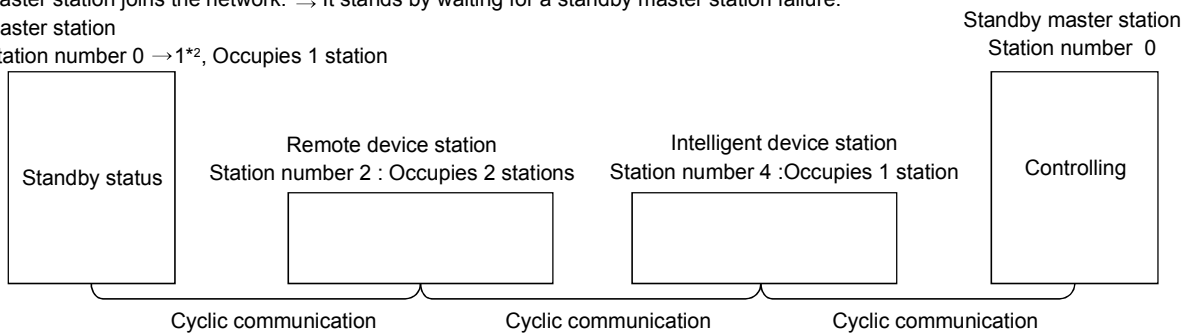 aster station joins the network. → It stands by waiting for a standby master station failure.
aster station
tation number 0 →1*2, Occupies 1 station
Standby master station
Station number 0
Standby status
Remote device station
Station number 2 : Occupies 2 stations
Intelligent device station
Station number 4 :Occupies 1 station
Controlling
Cyclic communication
Cyclic communication
Cyclic communication